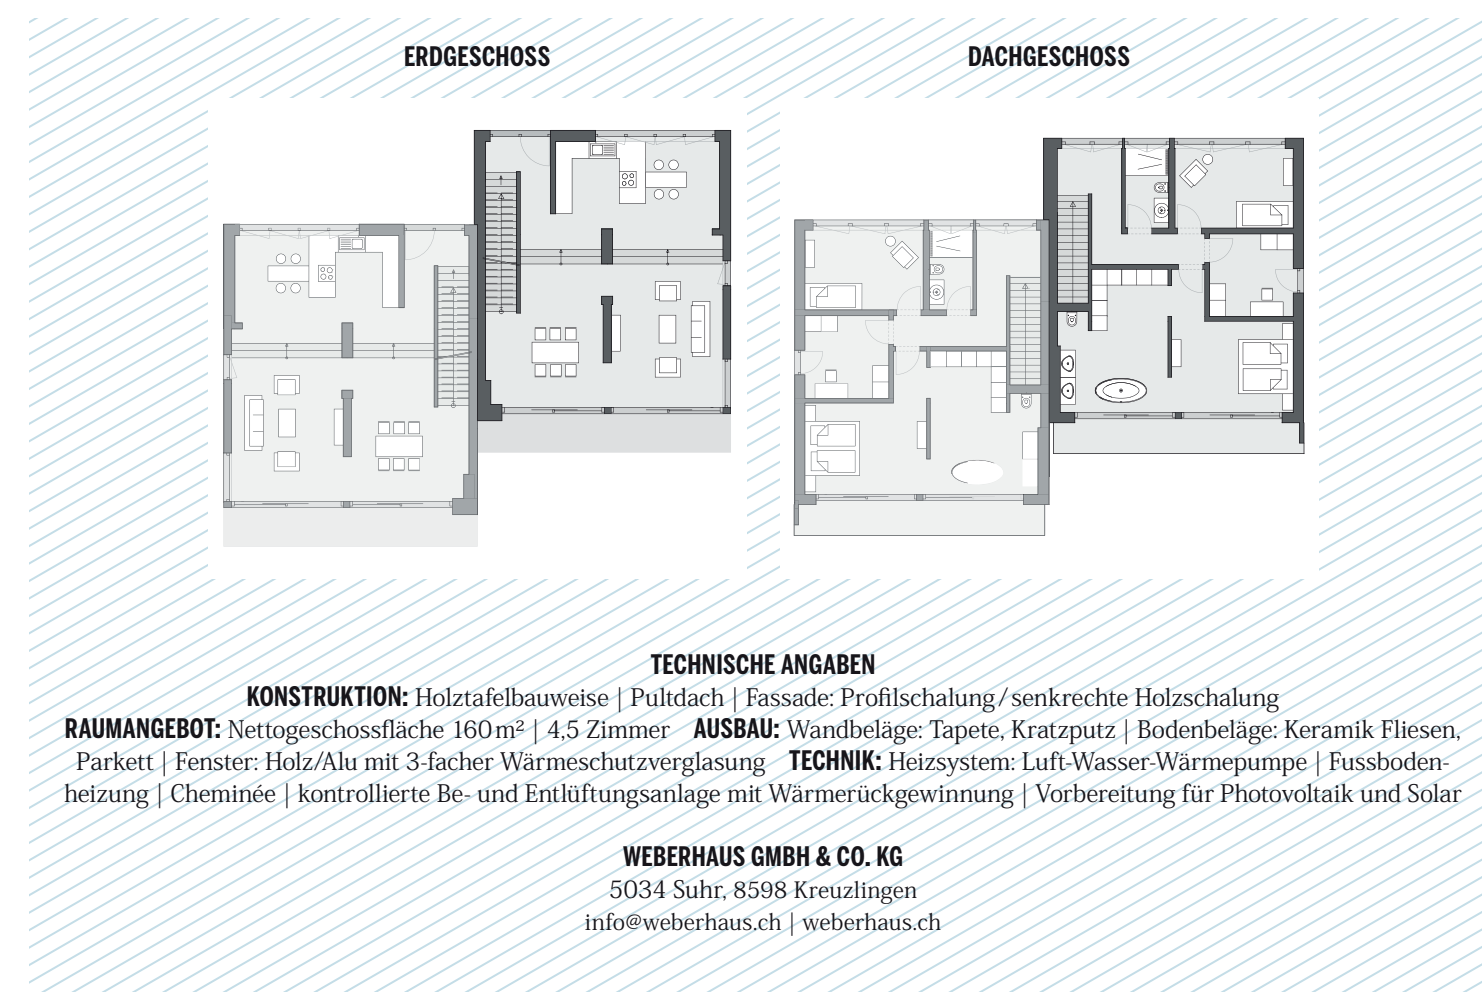 ERDGESCHOSS
DACHGESCHOSS
TECHNISCHE ANGABEN
KONSTRUKTION: Holztafelbauweise | Pultdach | Fassade: Profilschalung / senkrechte Holzschalung
RAUMANGEBOT: Nettogeschossfläche 160 m² | 4,5 Zimmer AUSBAU: Wandbeläge: Tapete, Kratzputz | Bodenbeläge: Keramik Fliesen,
Parkett | Fenster: Holz/Alu mit 3-facher Wärmeschutzverglasung TECHNIK: Heizsystem: Luft-Wasser-Wärmepumpe | Fussboden-
heizung | Cheminée | kontrollierte Be- und Entlüftungsanlage mit Wärmerückgewinnung | Vorbereitung für Photovoltaik und Solar
WEBERHAUS GMBH & CO. KG
5034 Suhr, 8598 Kreuzlingen
info@weberhaus.ch | weberhaus.ch